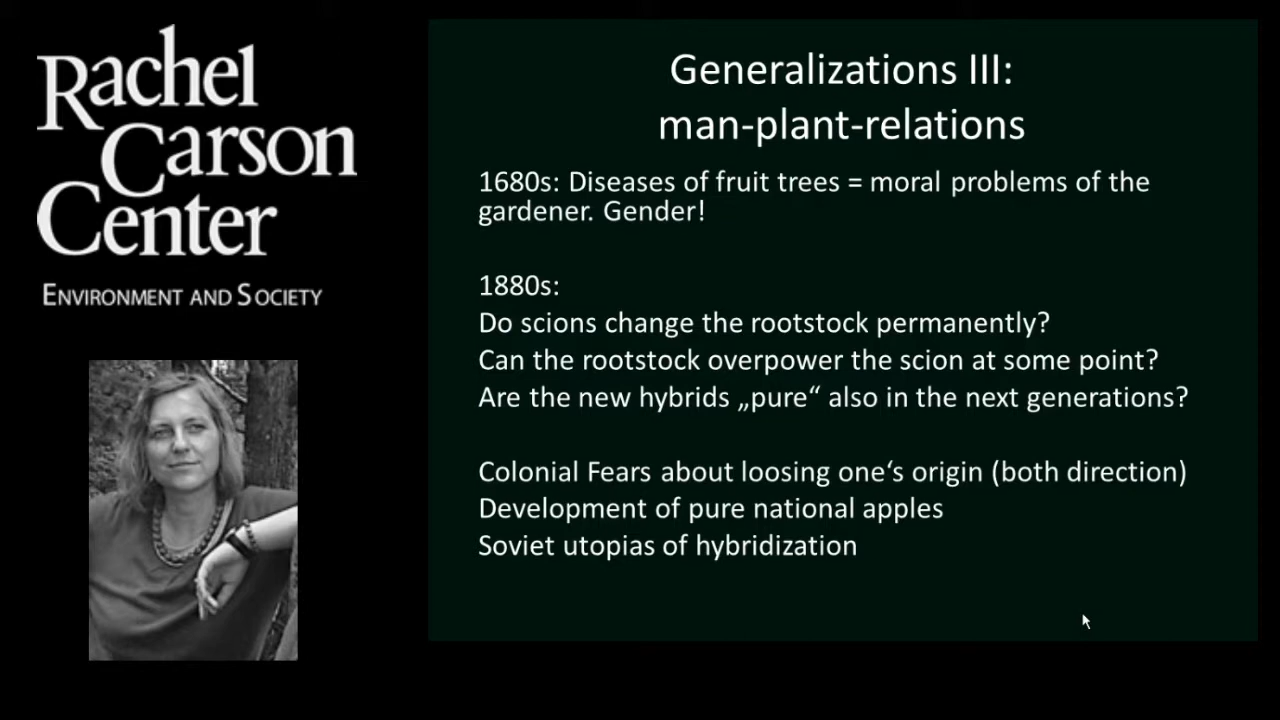 Rachel
Carson
Center
ENVIRONMENT AND SOCIETY
Generalizations III:
man-plant-relations
1680s: Diseases of fruit trees = moral problems of the
gardener. Gender!
1880s:
Do scions change the rootstock permanently?
Can the rootstock overpower the scion at some point?
Are the new hybrids „pure“ also in the next generations?
Colonial Fears about loosing one‘s origin (both direction)
Development of pure national apples
Soviet utopias of hybridization